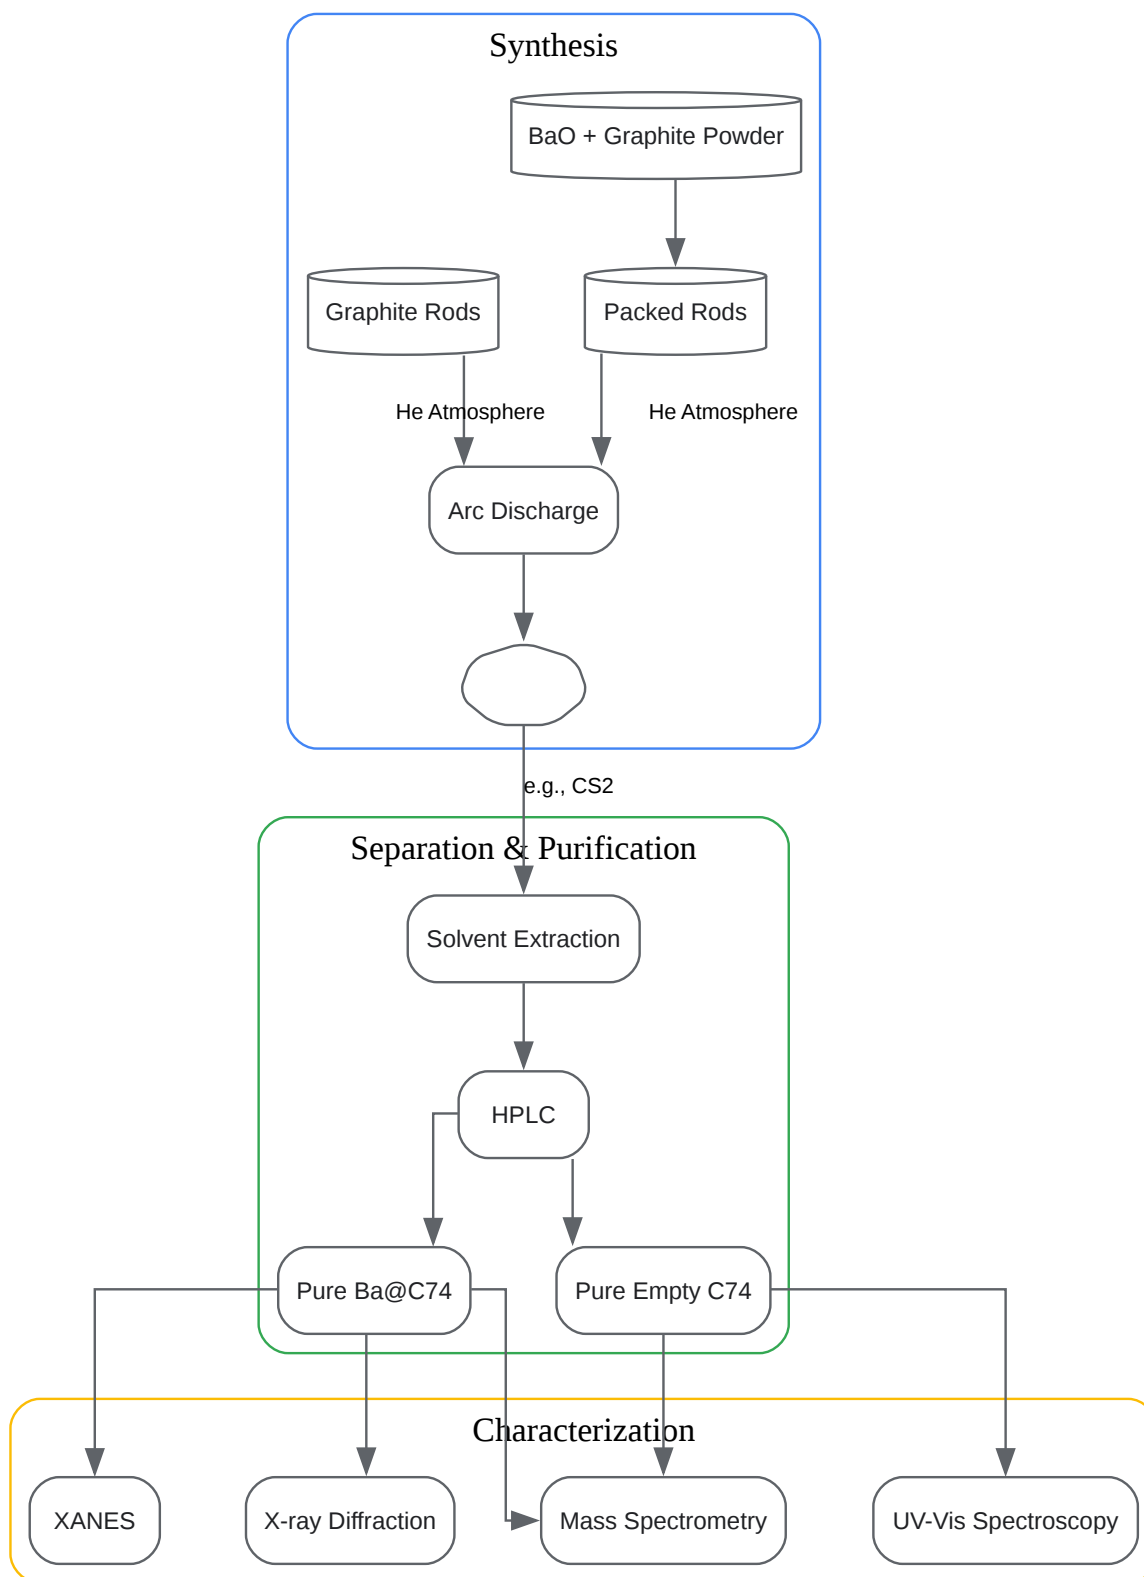 Synthesis
BaO + Graphite Powder
Graphite Rods
Packed Rods
He Atmosphere
He Atmosphere
Arc Discharge
e.g., CS2
Separation & Purification
Solvent Extraction
HPLC
Pure Ba@C74
Pure Empty C74
Characterization
XANES
X-ray Diffraction
Mass Spectrometry
UV-Vis Spectroscopy